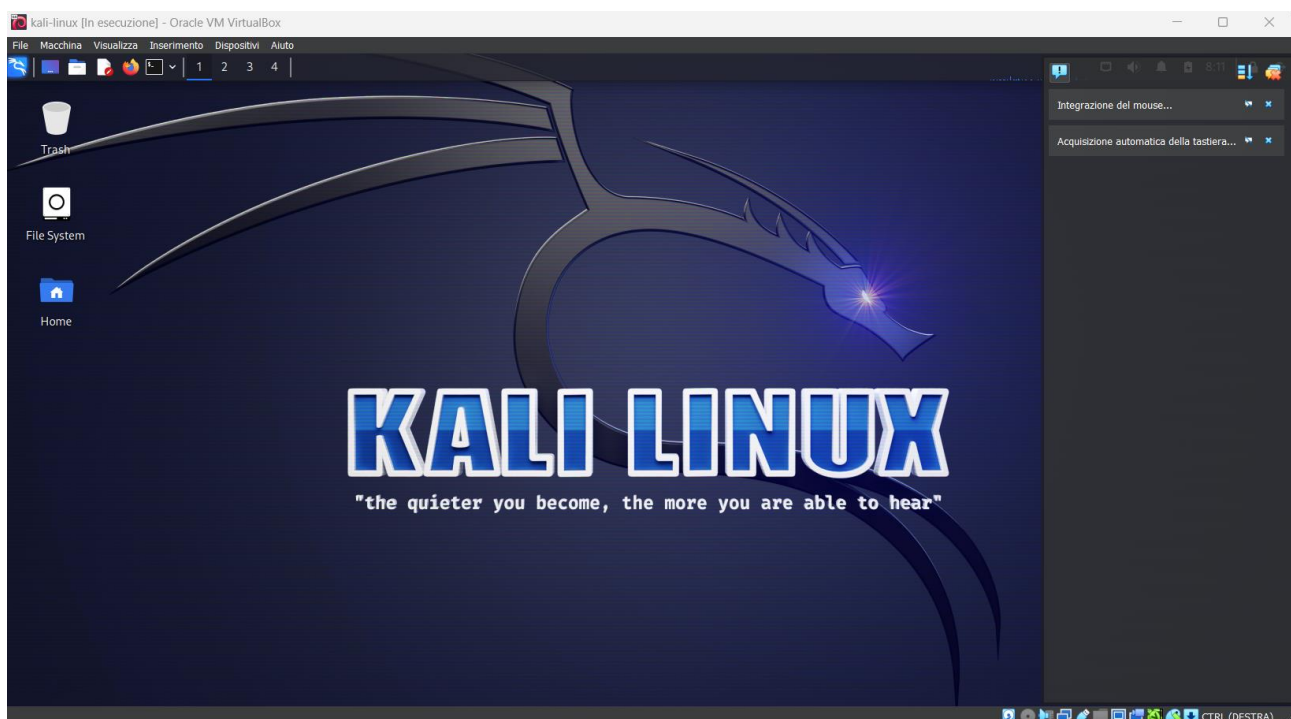 kali-linux [In esecuzione] - Oracle VM VirtualBox
File Macchina Visualizza Inserimento Dispositivi Aiuto
1 2 3 4
8:11
Integrazione del mouse...
Acquisizione automatica della tastiera...
Trash
File System
Home
KALI LINUX
"the quieter you become, the more you are able to hear"
CTRL (DESTRA)